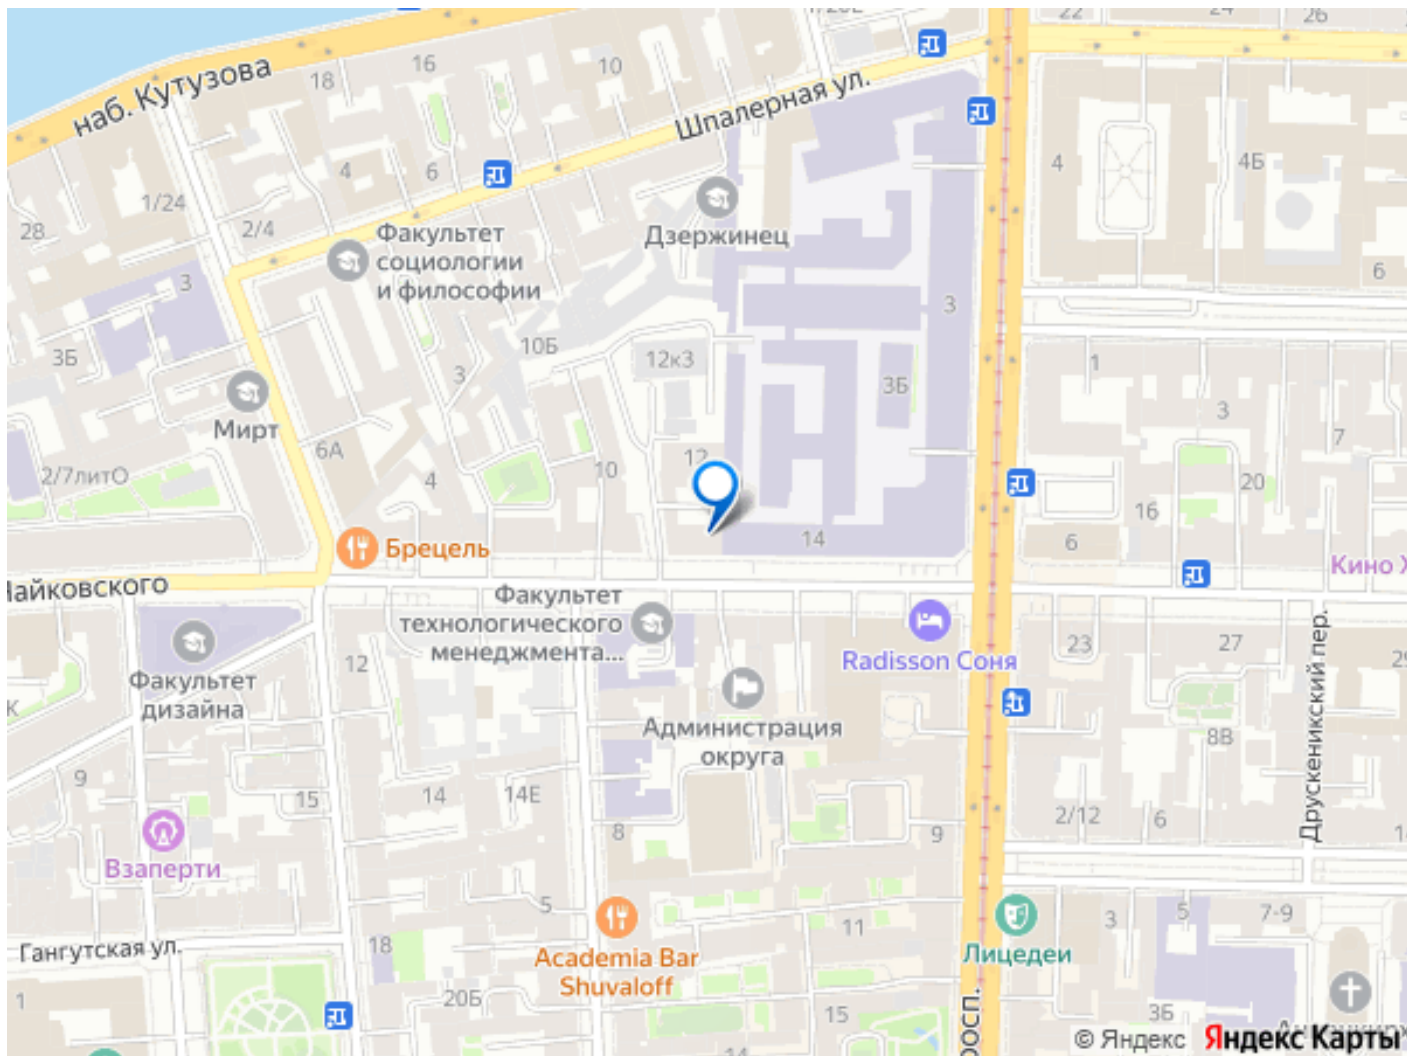 22
24
26
16
18
10
наб. Кутузова
Шпалерная ул.
4
4Б
4
6
1/24
2/4
28
Дзержинец
Факультет
социологии
и философии
6
3
3
3Б
10Б
12к3
3
3Б
1
3
7
Мирт
6А
2/7литО
4
10
12
20
16
14
6
Брецель
Кино
Факультет
технологического
менеджмента...
Radisson Соня
23
27
Друскеникский пер.
Факультет
дизайна
12
Администрация
округа
8В
9
15
14
14Е
8
9
2/12
6
Взаперти
5
11
3
5
7-9
Гангутская ул.
18
Academia Bar
Shuvaloff
Лицедеи
1
20Б
15
3Б
14
© Яндекс Яндекс Карты